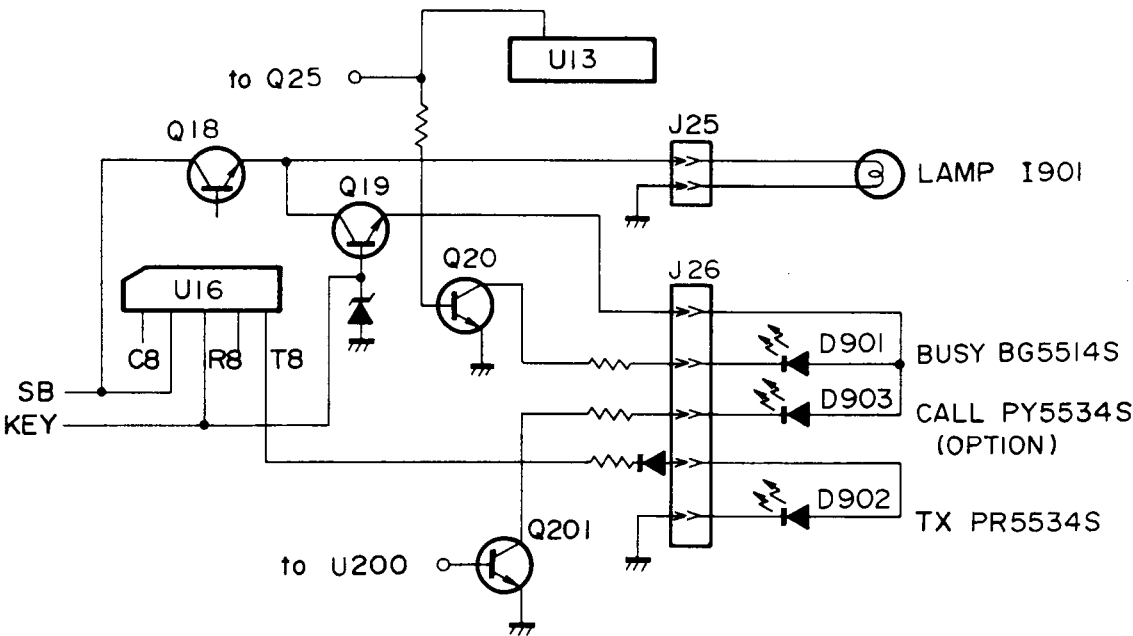 U13
to Q25
J25
Q18
LAMP I901
Q19
Q20
J26
U16
D901
BUSY BG5514S
C8
R8
T8
SB
D903
CALL PY5534S
(OPTION)
KEY
D902
TX PR5534S
Q201
to U200